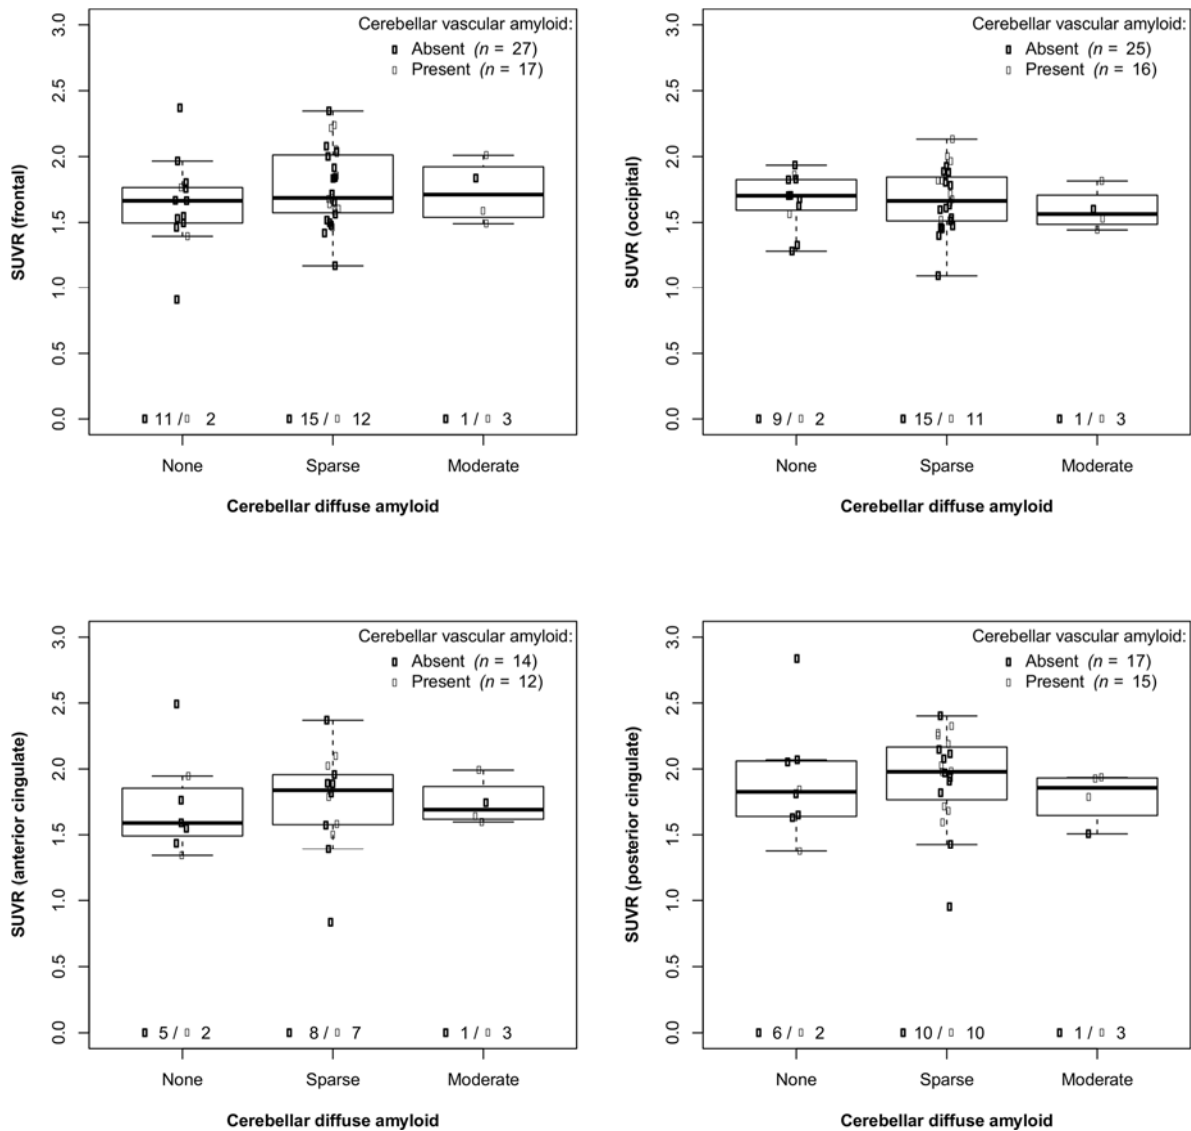 Cerebellar vascular amyloid:
Absent (n = 27)
Present (n = 17)
SUVR (frontal)
3.0
2.5
2.0
1.5
1.0
0.5
0.0
11 / 2
15 / 12
1 / 3
None
Sparse
Moderate
Cerebellar diffuse amyloid
Cerebellar vascular amyloid:
Absent (n = 25)
Present (n = 16)
SUVR (occipital)
3.0
2.5
2.0
1.5
1.0
0.5
0.0
9 / 2
15 / 11
1 / 3
None
Sparse
Moderate
Cerebellar diffuse amyloid
Cerebellar vascular amyloid:
Absent (n = 14)
Present (n = 12)
SUVR (anterior cingulate)
3.0
2.5
2.0
1.5
1.0
0.5
0.0
5 / 2
8 / 7
1 / 3
None
Sparse
Moderate
Cerebellar diffuse amyloid
Cerebellar vascular amyloid:
Absent (n = 17)
Present (n = 15)
SUVR (posterior cingulate)
3.0
2.5
2.0
1.5
1.0
0.5
0.0
6 / 2
10 / 10
1 / 3
None
Sparse
Moderate
Cerebellar diffuse amyloid